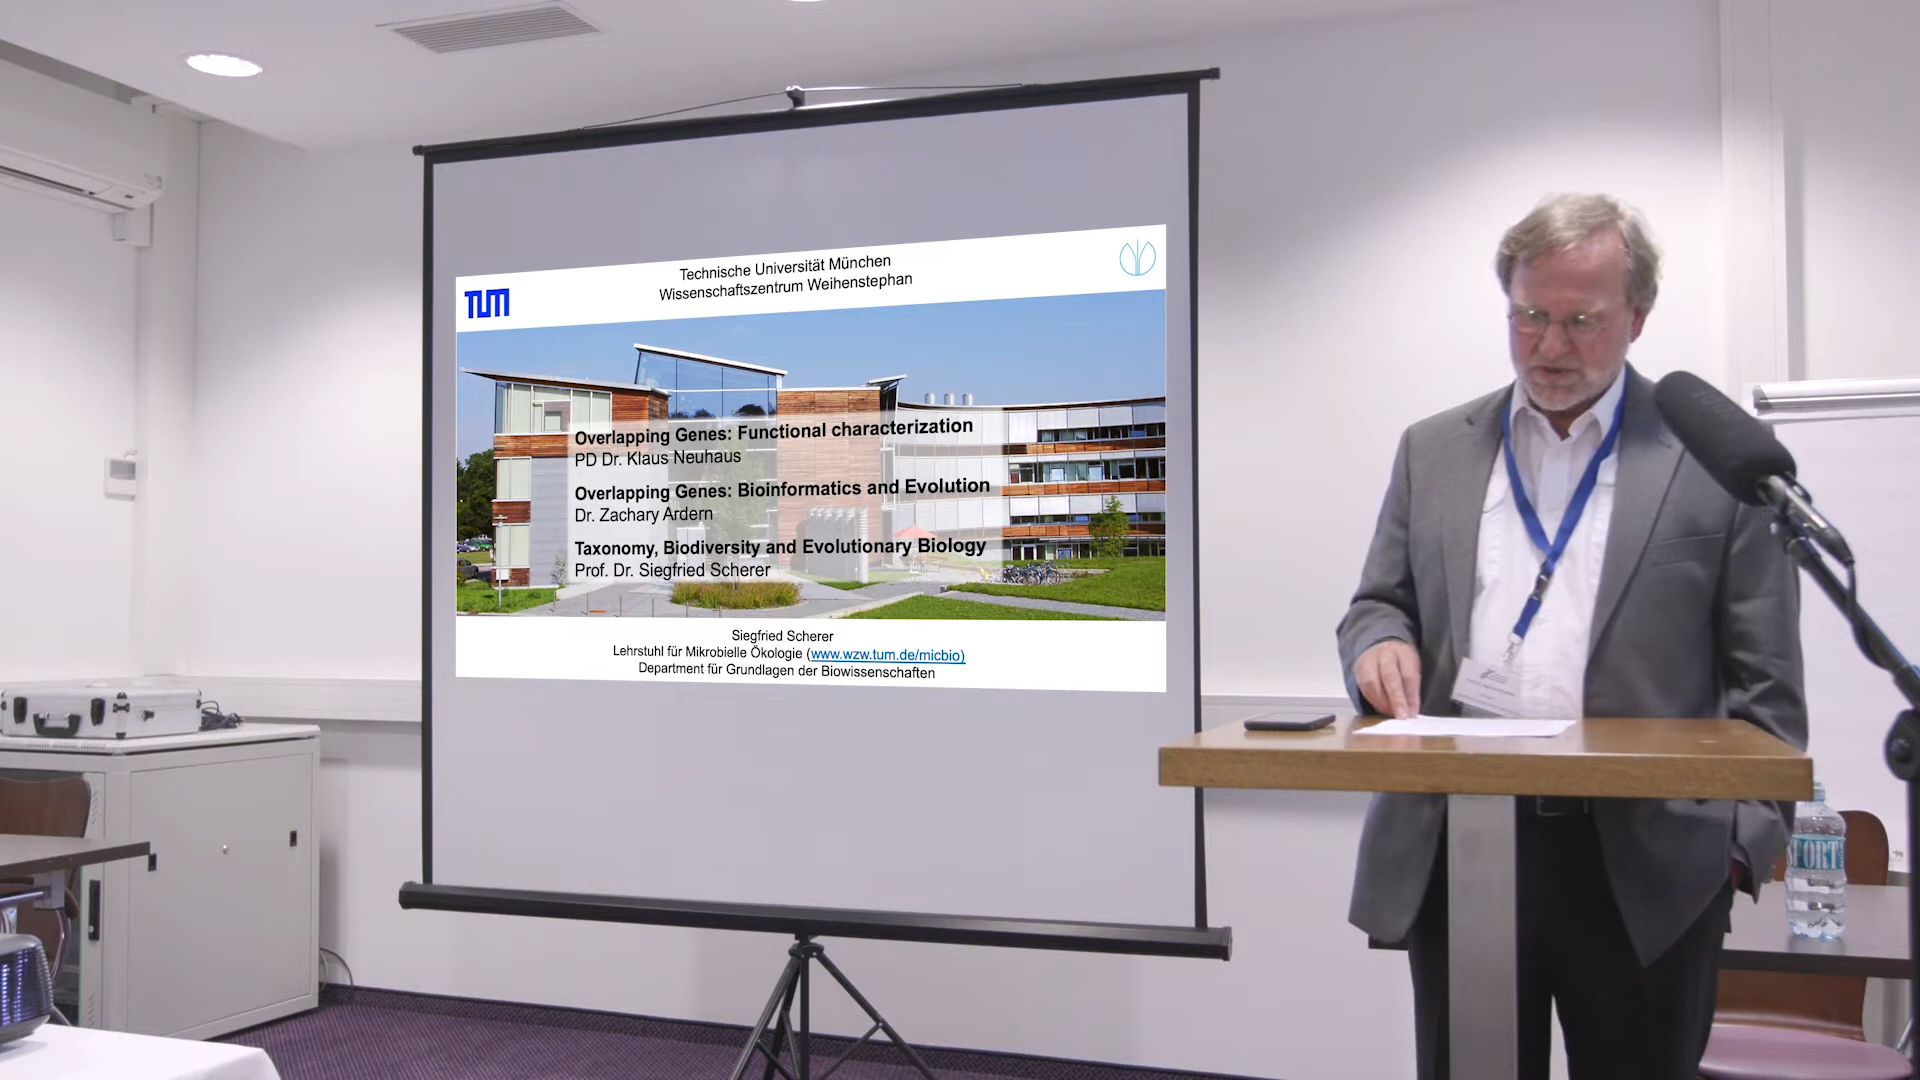 Technische Universität München
Wissenschaftszentrum Weihenstephan
TUM
Overlapping Genes: Functional characterization
PD Dr. Klaus Neuhaus
Overlapping Genes: Bioinformatics and Evolution
Dr. Zachary Ardern
Taxonomy, Biodiversity and Evolutionary Biology
Prof. Dr. Siegfried Scherer
Siegfried Scherer
Lehrstuhl für Mikrobielle Ökologie (www.wzw.tum.de/micbio)
Department für Grundlagen der Biowissenschaften
SPORT